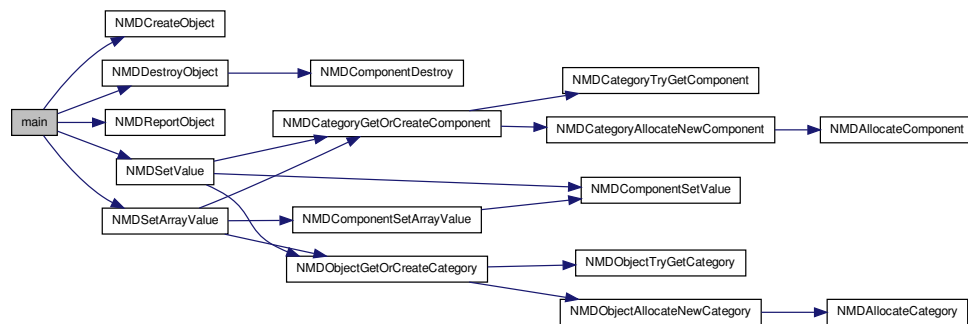 NMDCreateObject
NMDDestroyObject
NMDComponentDestroy
NMDCategoryTryGetComponent
main
NMDReportObject
NMDCategoryGetOrCreateComponent
NMDCategoryAllocateNewComponent
NMDAllocateComponent
NMDSetValue
NMDComponentSetValue
NMDSetArrayValue
NMDComponentSetArrayValue
NMDObjectGetOrCreateCategory
NMDObjectTryGetCategory
NMDObjectAllocateNewCategory
NMDAllocateCategory